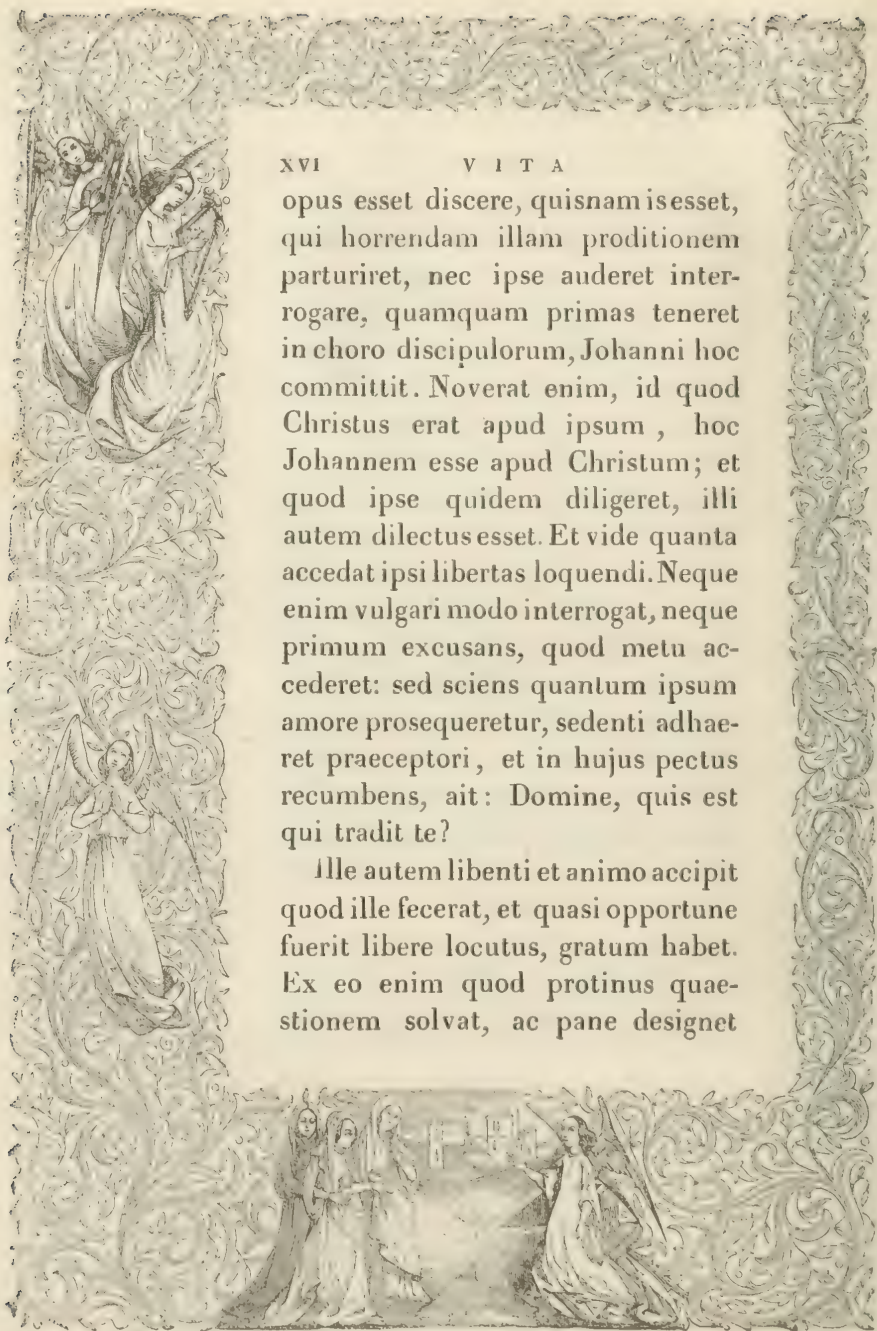 XVI VITA
opus esset discere, quisnam is esset,
qui horrendam illam proditionem
parturiret, nec ipse auderet inter-
rogare, quamquam primas teneret
in choro discipulorum, Johanni hoc
committit. Noverat enim, id quod
Christus erat apud ipsum , hoc
Johannem esse apud Christum; et
quod ipse quidem diligeret, illi
autem dilectus esset. Et vide quanta
accedat ipsi libertas loquendi. Neque
enim vulgari modo interrogat, neque
primum excusans, quod metu ac-
cederet: sed sciens quantum ipsum
amore prosequeretur, sedenti adhae-
ret praeceptori, et in hujus pectus
recumbens, ait: Domine, quis est
qui tradit te?
Ille autem libenti et animo accipit
quod ille fecerat, et quasi opportune
fuerit libere locutus, gratum habet.
Ex eo enim quod protinus quae-
stionem solvat, ac pane designet